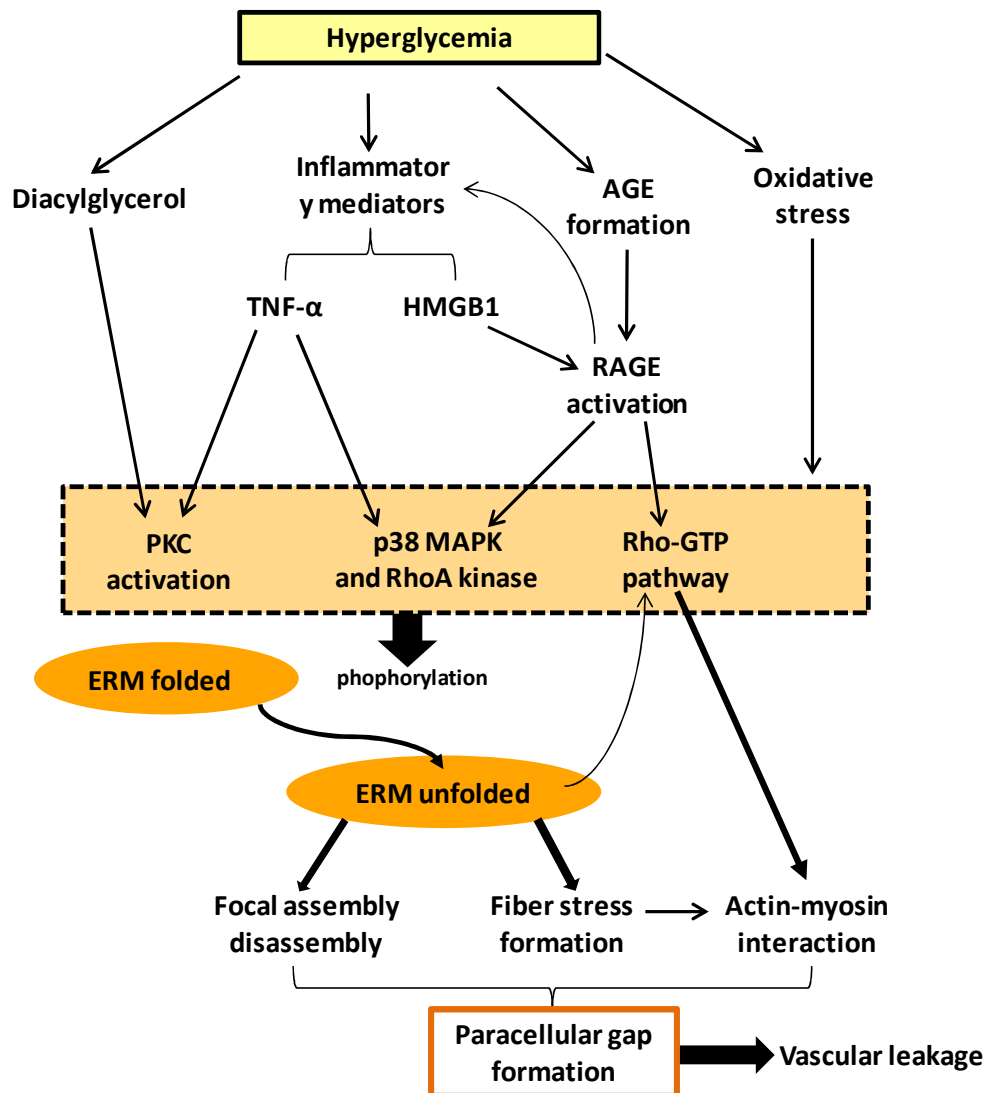 Hyperglycemia
Diacylglycerol
Inflammator
y mediators
AGE
formation
Oxidative
stress
TNF-α
HMGB1
RAGE
activation
PKC
activation
p38 MAPK
and RhoA kinase
Rho-GTP
pathway
ERM folded
phophorylation
ERM unfolded
Focal assembly
disassembly
Fiber stress
formation
Actin-myosin
interaction
Paracellular gap
formation
Vascular leakage